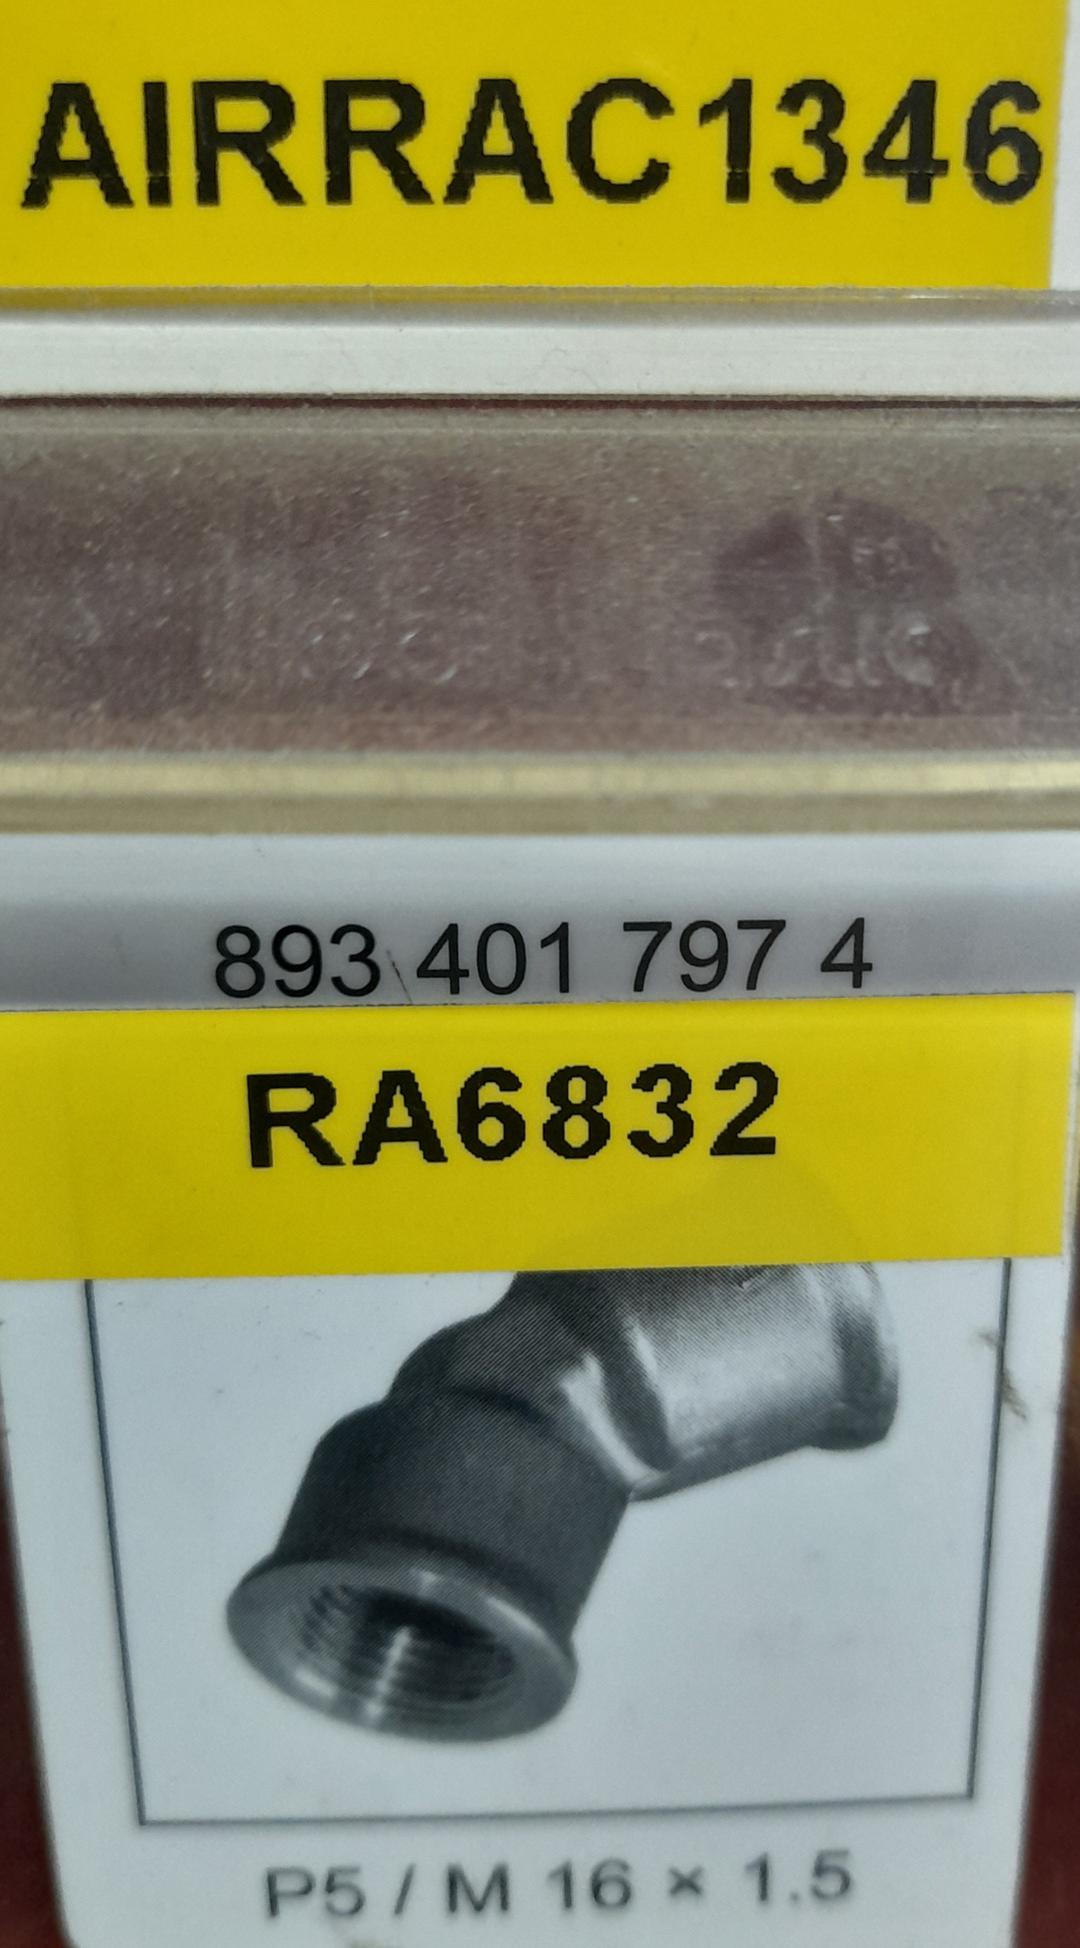 AIRRAC1346
893 401 797 4
RA6832
P5 / M 16 × 1.5